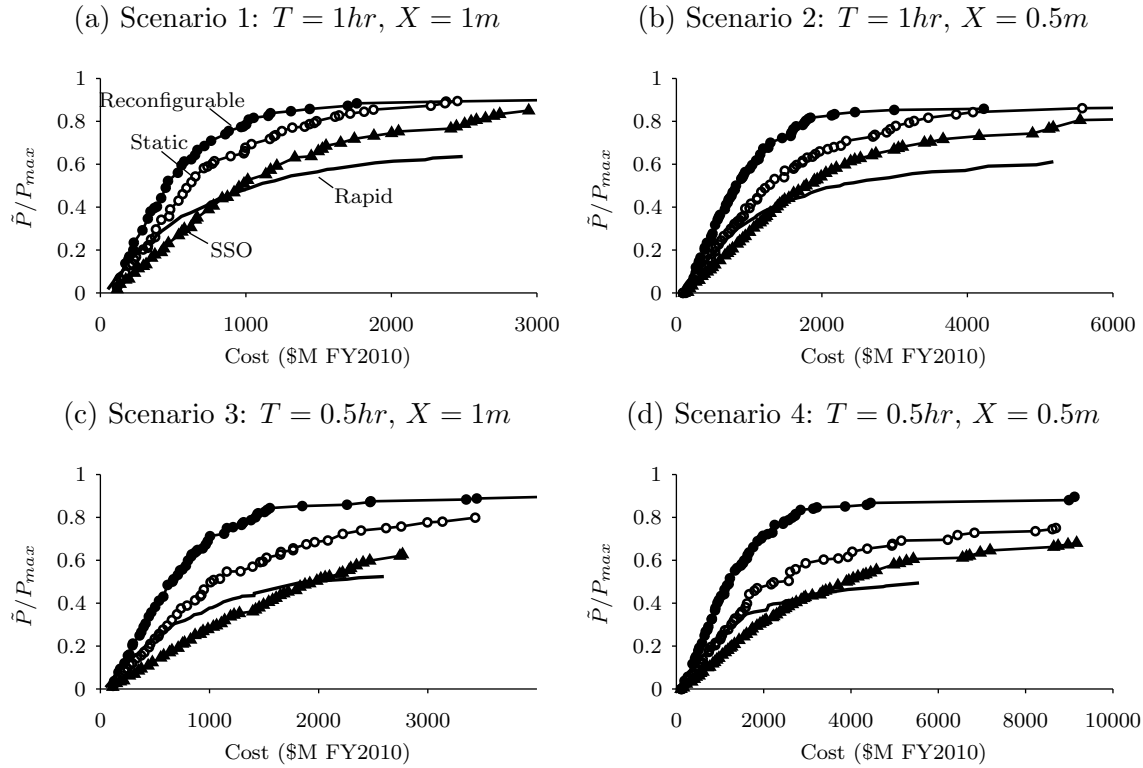 (a) Scenario 1: T = 1hr, X = 1m
(b) Scenario 2: T = 1hr, X = 0.5m
1
0.8
0.6
0.4
0.2
0
P̃/P_max
Reconfigurable
Static
Rapid
SSO
0 1000 2000 3000
Cost ($M FY2010)
1
0.8
0.6
0.4
0.2
0
P̃/P_max
0 2000 4000 6000
Cost ($M FY2010)
(c) Scenario 3: T = 0.5hr, X = 1m
(d) Scenario 4: T = 0.5hr, X = 0.5m
1
0.8
0.6
0.4
0.2
0
P̃/P_max
0 1000 2000 3000
Cost ($M FY2010)
1
0.8
0.6
0.4
0.2
0
P̃/P_max
0 2000 4000 6000 8000 10000
Cost ($M FY2010)